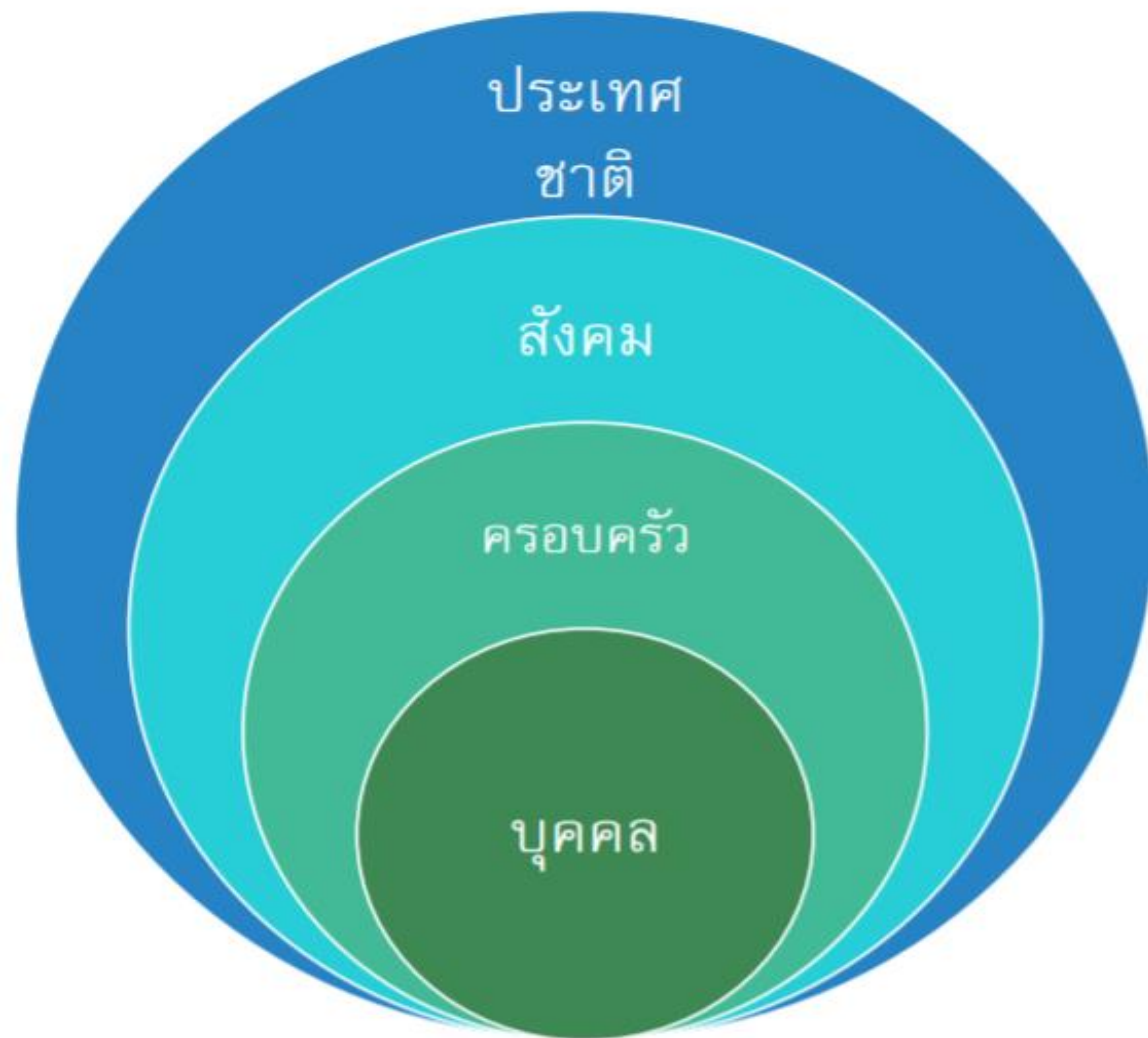 ประเทศ
ชาติ
สังคม
ครอบครัว
บุคคล